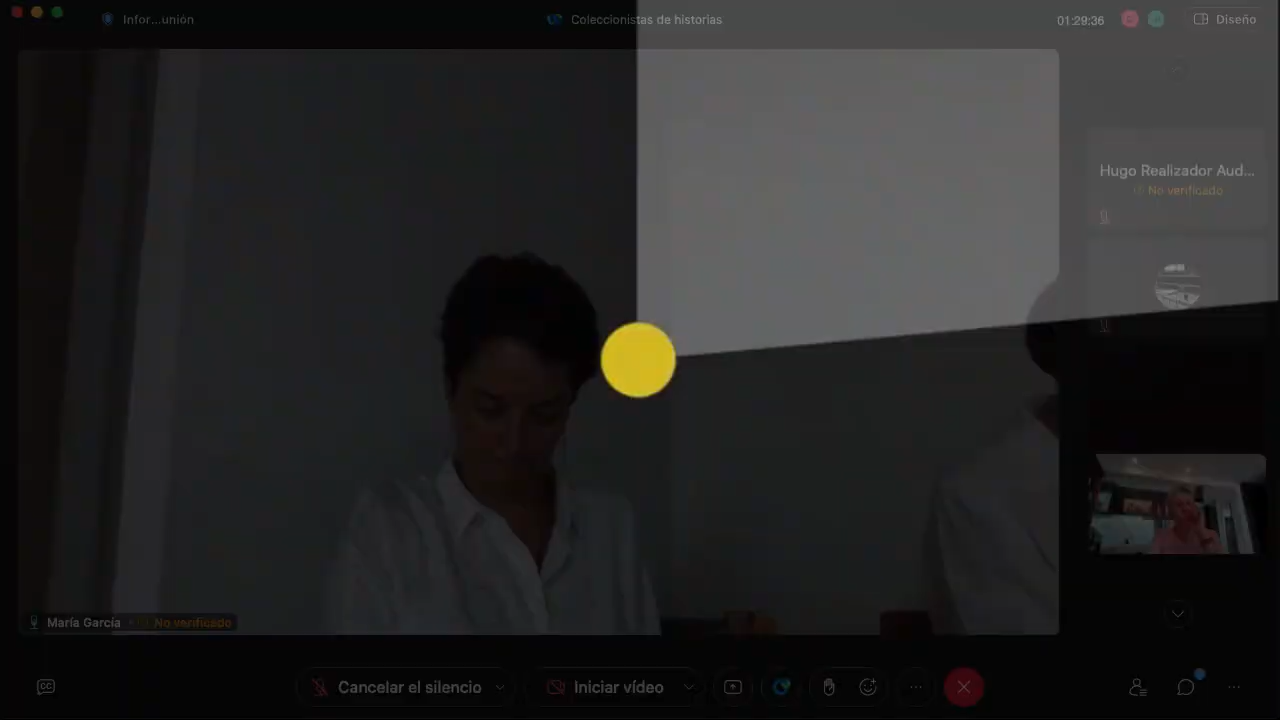 Infor...unión
Coleccionistas de historias
01:29:36
Diseño
Hugo Realizador Aud...
No verificado
María García
No verificado
CC
Cancelar el silencio
Iniciar vídeo